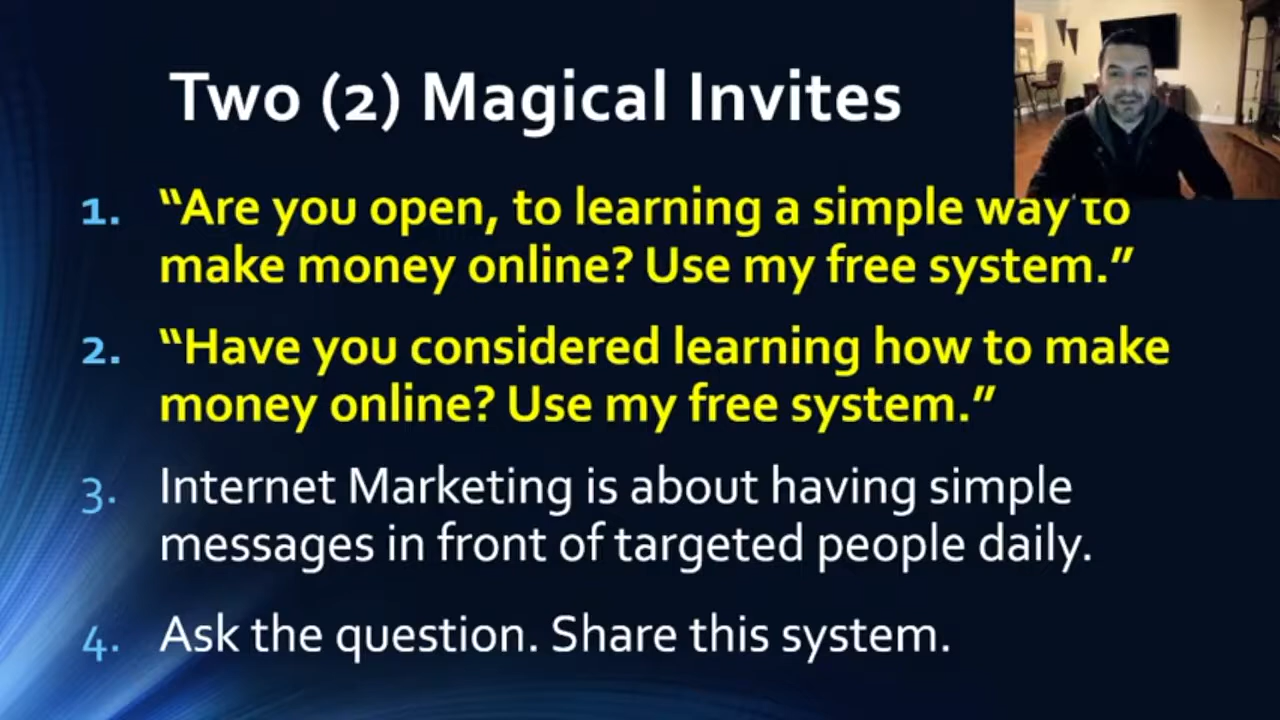 Two (2) Magical Invites
1. “Are you open, to learning a simple way to
make money online? Use my free system.”
2. “Have you considered learning how to make
money online? Use my free system.”
3. Internet Marketing is about having simple
messages in front of targeted people daily.
4. Ask the question. Share this system.